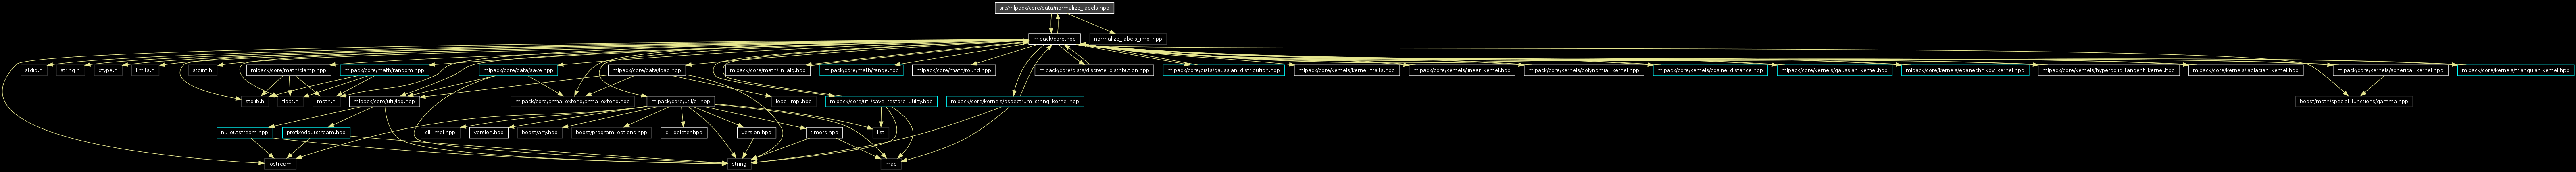 src/mlpack/core/data/normalize_labels.hpp
mlpack/core.hpp
normalize_labels_impl.hpp
stdio.h
string.h
ctype.h
limits.h
stdint.h
mlpack/core/math/clamp.hpp
mlpack/core/math/random.hpp
mlpack/core/data/save.hpp
mlpack/core/data/load.hpp
mlpack/core/math/lin_alg.hpp
mlpack/core/math/range.hpp
mlpack/core/math/round.hpp
mlpack/core/dists/discrete_distribution.hpp
mlpack/core/dists/gaussian_distribution.hpp
mlpack/core/kernels/kernel_traits.hpp
mlpack/core/kernels/linear_kernel.hpp
mlpack/core/kernels/polynomial_kernel.hpp
mlpack/core/kernels/cosine_distance.hpp
mlpack/core/kernels/gaussian_kernel.hpp
mlpack/core/kernels/epanechnikov_kernel.hpp
mlpack/core/kernels/hyperbolic_tangent_kernel.hpp
mlpack/core/kernels/laplacian_kernel.hpp
mlpack/core/kernels/spherical_kernel.hpp
mlpack/core/kernels/triangular_kernel.hpp
stdlib.h
float.h
math.h
mlpack/core/util/log.hpp
mlpack/core/arma_extend/arma_extend.hpp
mlpack/core/util/cli.hpp
load_impl.hpp
mlpack/core/util/save_restore_utility.hpp
mlpack/core/kernels/pspectrum_string_kernel.hpp
boost/math/special_functions/gamma.hpp
nulloutstream.hpp
prefixedoutstream.hpp
cli_impl.hpp
version.hpp
boost/any.hpp
boost/program_options.hpp
cli_deleter.hpp
version.hpp
timers.hpp
list
iostream
string
map